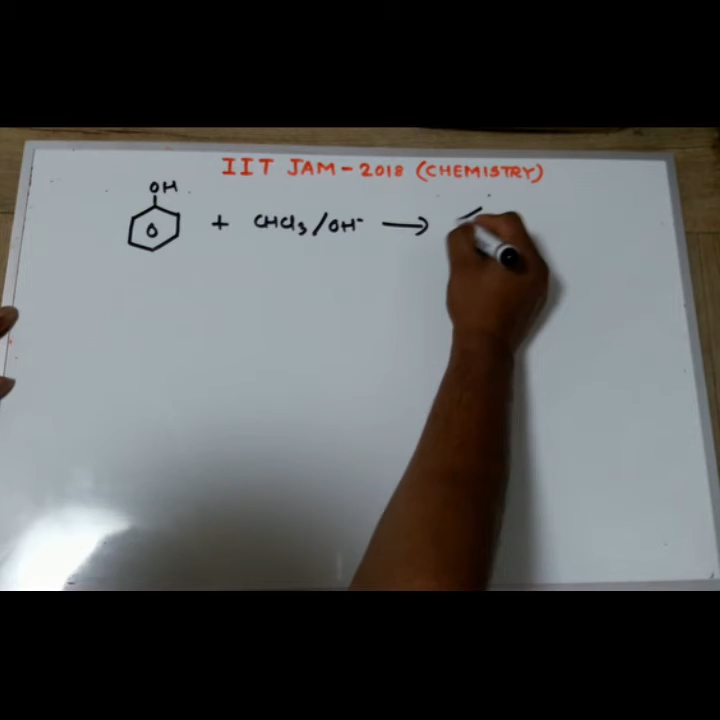 IIT JAM-2018 (CHEMISTRY)
OH
+ CHCl3/OH- →